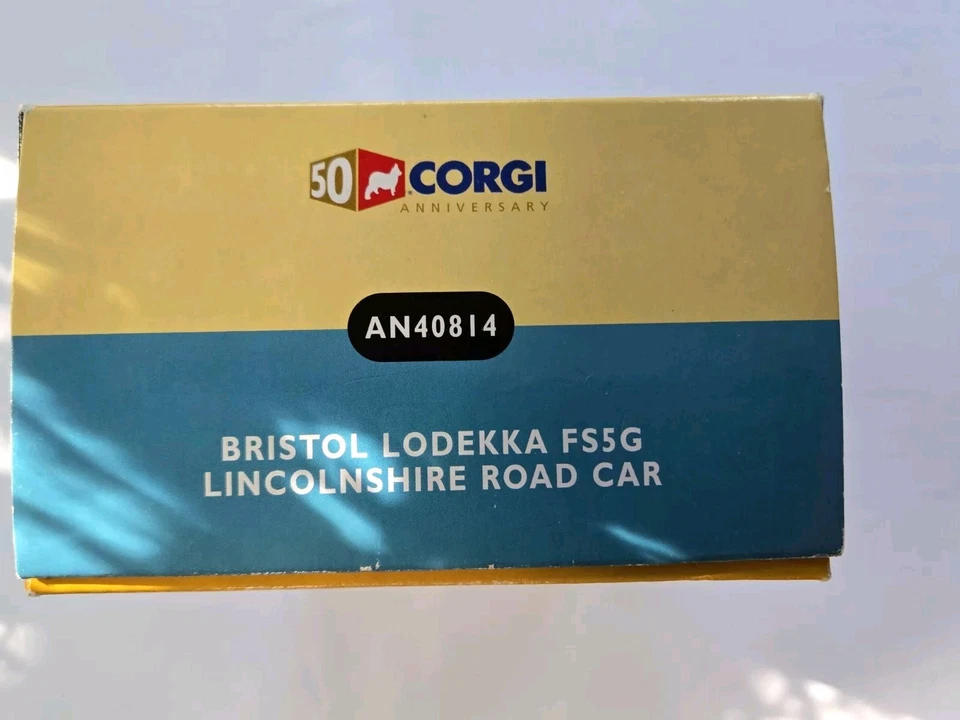 50 CORGI
ANNIVERSARY
AN40814
BRISTOL LODEKKA FS5G
LINCOLNSHIRE ROAD CAR